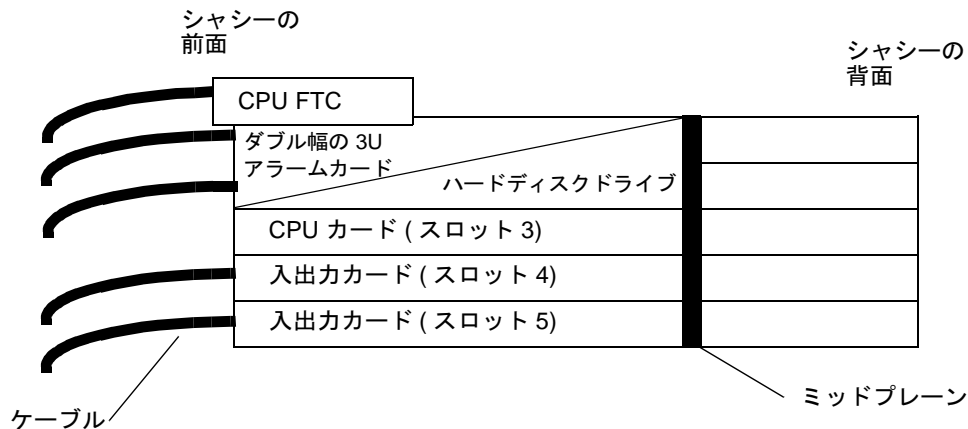 シャシーの
前面
シャシーの
背面
CPU FTC
ダブル幅の 3U
アラームカード
ハードディスクドライブ
CPU カード ( スロット 3)
入出力カード ( スロット 4)
入出力カード ( スロット 5)
ミッドプレーン
ケーブル